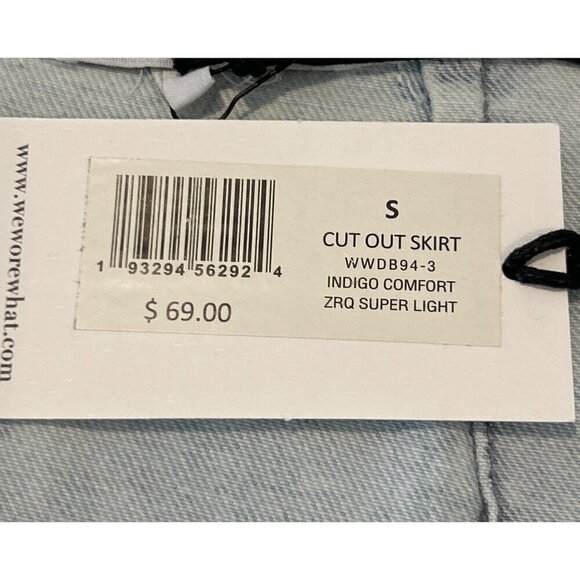 www.weworewhat.com
S
CUT OUT SKIRT
WWDB94-3
INDIGO COMFORT
ZRQ SUPER LIGHT
1 93294 56292 4
$ 69.00